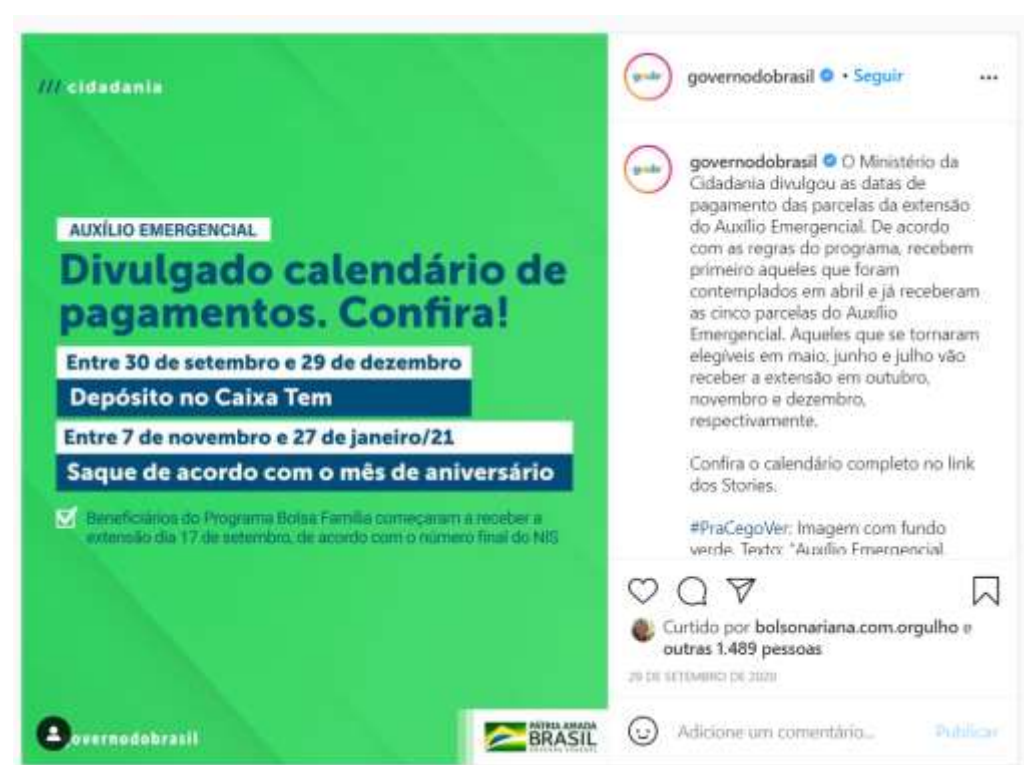 /// cidadania
AUXÍLIO EMERGENCIAL
Divulgado calendário de
pagamentos. Confira!
Entre 30 de setembro e 29 de dezembro
Depósito no Caixa Tem
Entre 7 de novembro e 27 de janeiro/21
Saque de acordo com o mês de aniversário
Beneficiários do Programa Bolsa Família começaram a receber a
extensão dia 17 de setembro, de acordo com o número final do NIS
overnodobrasil
PÁTRIA AMADA
BRASIL
governodobrasil • Seguir
governodobrasil O Ministério da
Cidadania divulgou as datas de
pagamento das parcelas da extensão
do Auxílio Emergencial. De acordo
com as regras do programa, recebem
primeiro aqueles que foram
contemplados em abril e já receberam
as cinco parcelas do Auxílio
Emergencial. Aqueles que se tornaram
elegíveis em maio, junho e julho vão
receber a extensão em outubro,
novembro e dezembro,
respectivamente.
Confira o calendário completo no link
dos Stories.
#PraCegoVer: Imagem com fundo
verde. Texto: "Auxílio Emergencial.
Curtido por bolsonariana.com.orgulho e
outras 1.489 pessoas
29 DE SETEMBRO DE 2020
Adicione um comentário... Publicar